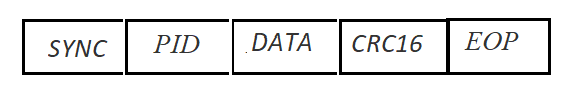 SYNC PID DATA CRC16 EOP